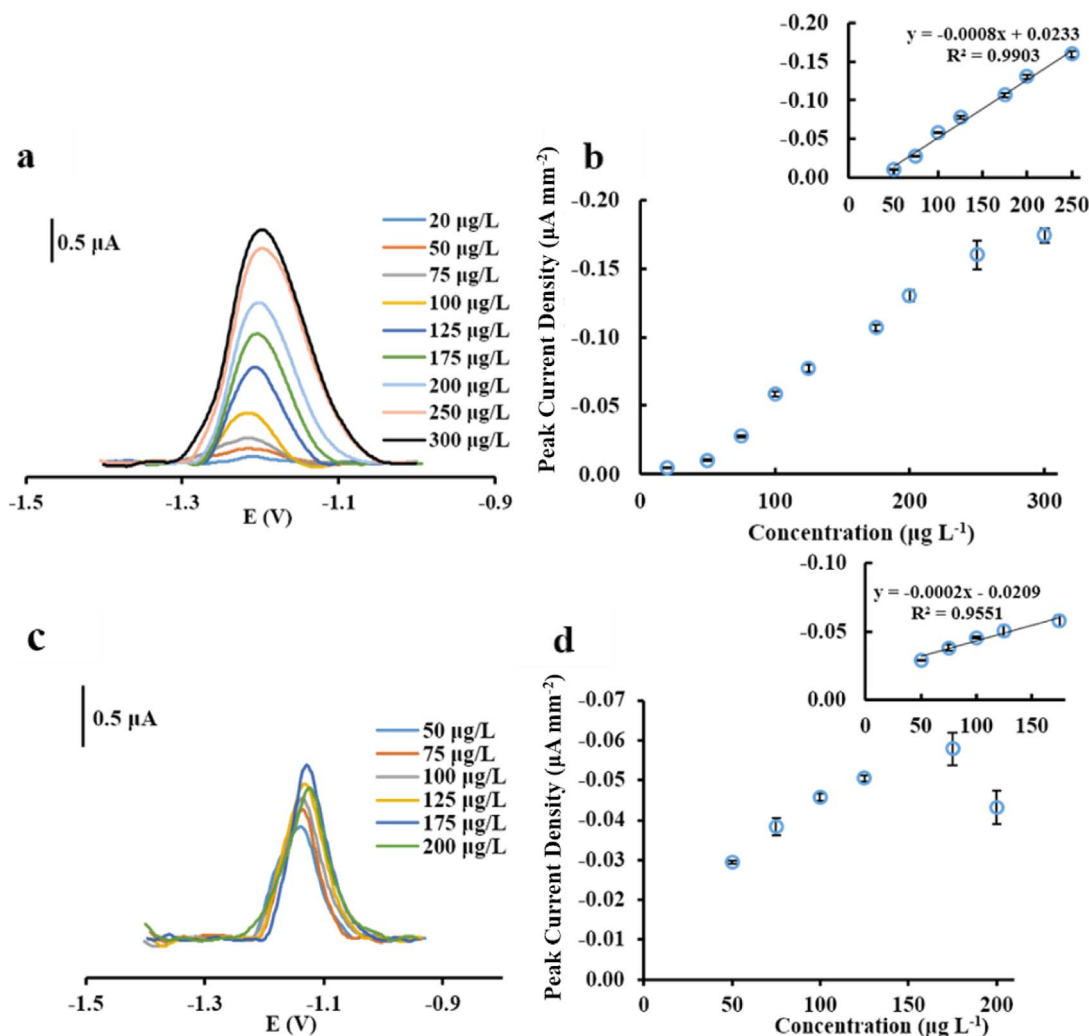 a
0.5 µA
20 µg/L
50 µg/L
75 µg/L
100 µg/L
125 µg/L
175 µg/L
200 µg/L
250 µg/L
300 µg/L
-1.5
-1.3
-1.1
-0.9
E (V)
b
y = -0.0008x + 0.0233
R² = 0.9903
-0.20
-0.15
-0.10
-0.05
0.00
0
50
100
150
200
250
Peak Current Density (µA mm⁻²)
-0.20
-0.15
-0.10
-0.05
0.00
0
100
200
300
Concentration (µg L⁻¹)
c
0.5 µA
50 µg/L
75 µg/L
100 µg/L
125 µg/L
175 µg/L
200 µg/L
-1.5
-1.3
-1.1
-0.9
E (V)
d
y = -0.0002x - 0.0209
R² = 0.9551
-0.10
-0.05
0.00
0
50
100
150
Peak Current Density (µA mm⁻²)
-0.07
-0.06
-0.05
-0.04
-0.03
-0.02
-0.01
0.00
0
50
100
150
200
Concentration (µg L⁻¹)